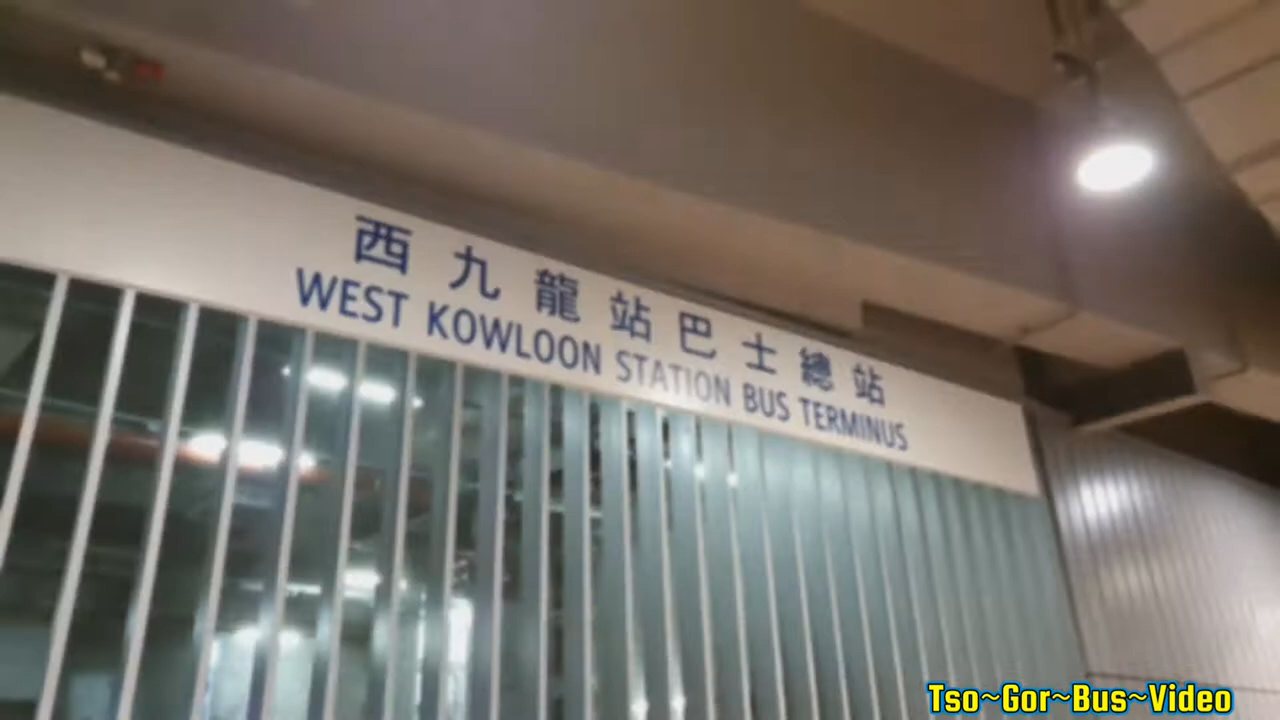 西九龍站巴士總站
WEST KOWLOON STATION BUS TERMINUS
Tso~Gor~Bus~Video